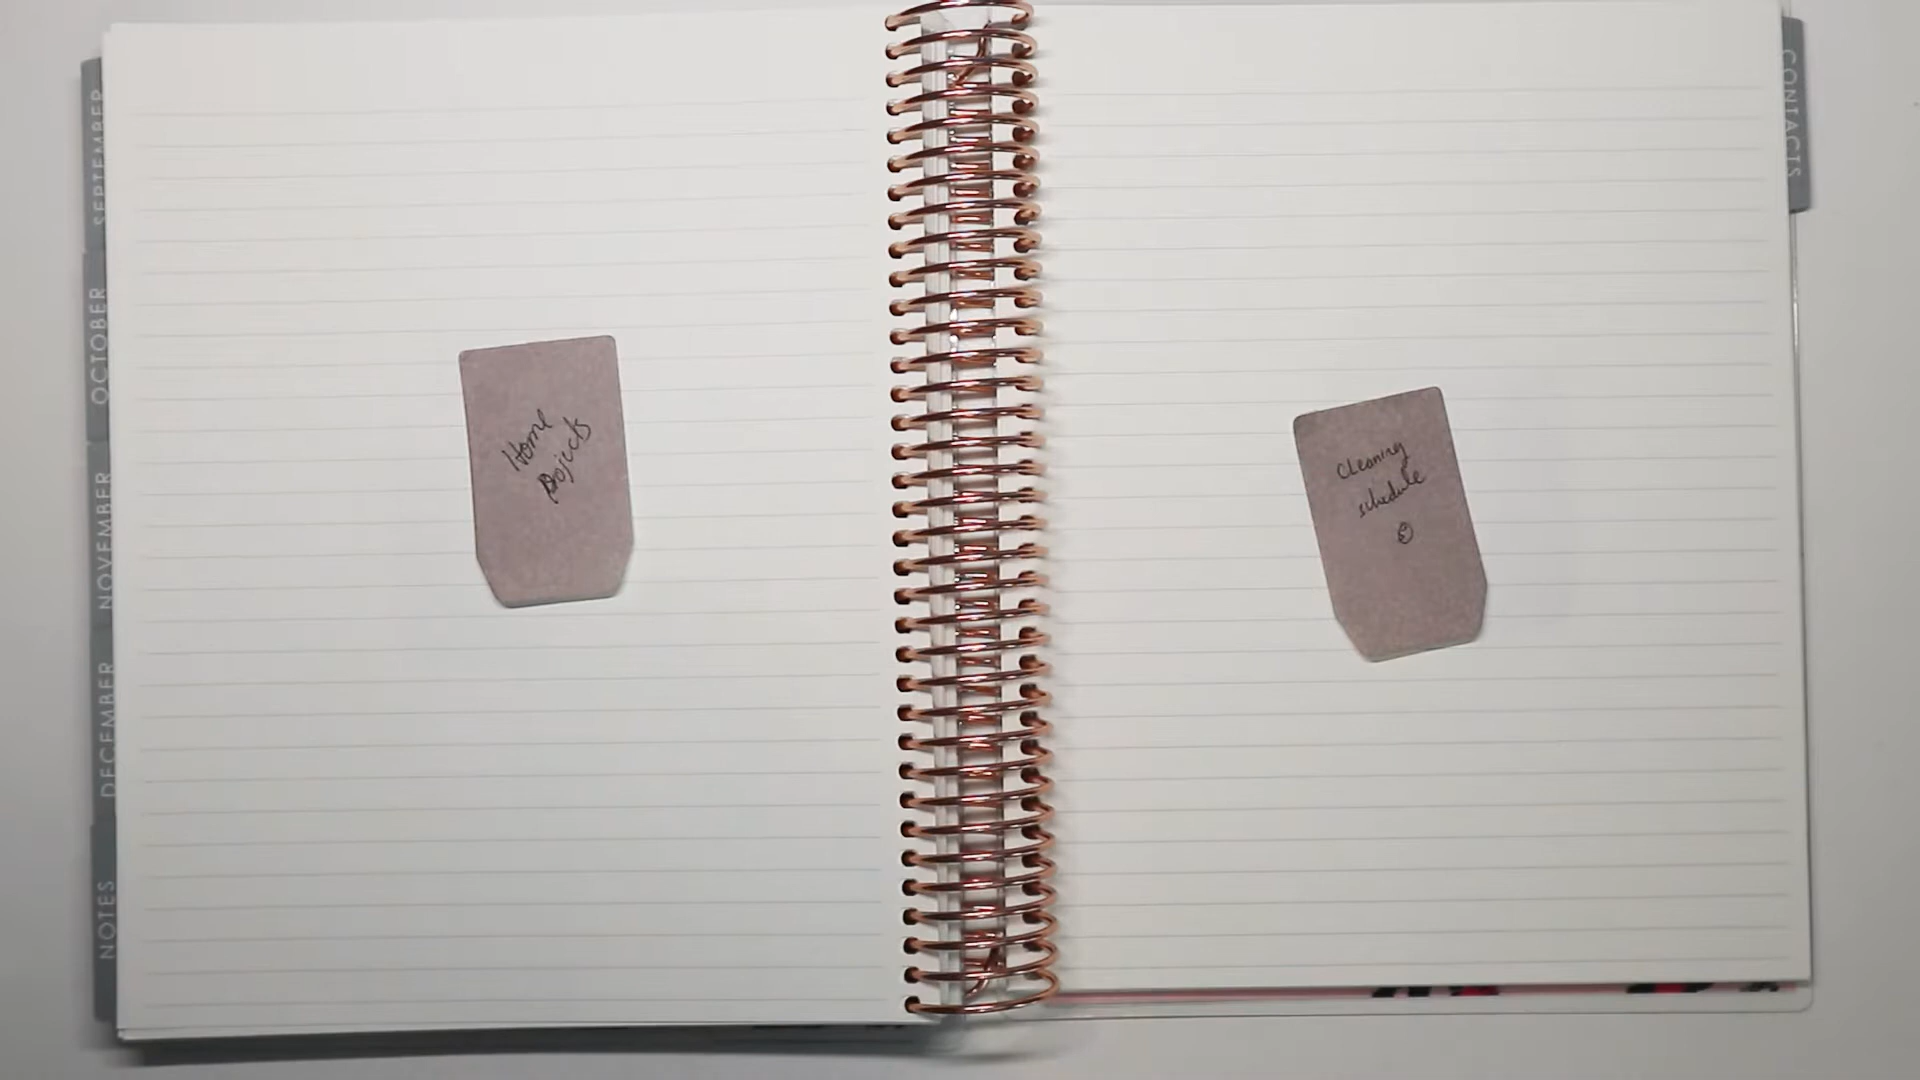 SEPTEMBER
OCTOBER
NOVEMBER
DECEMBER
NOTES
Home
Projects
Cleaning
schedule
CONTACTS